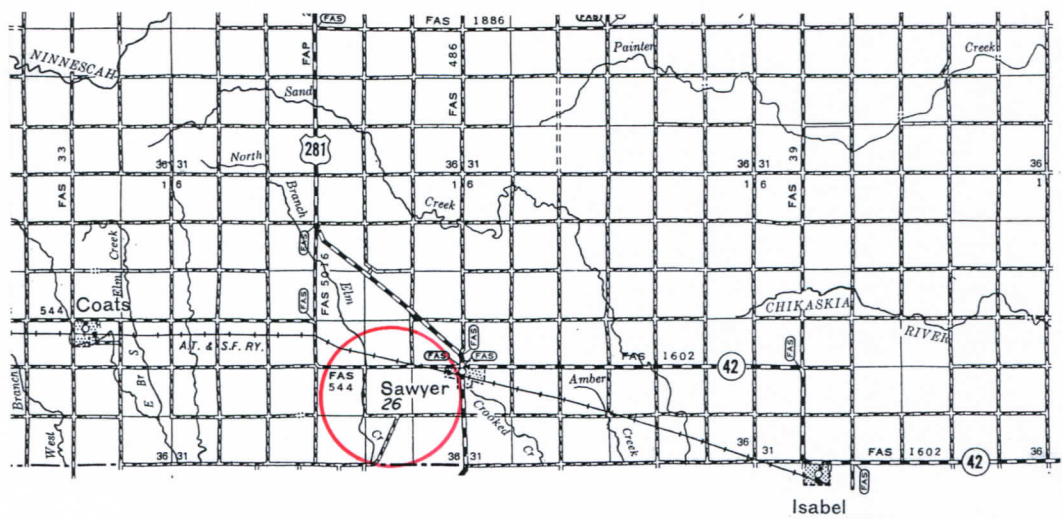 FAS 1886
FAS
FAP
486
FAS
NINNESCAH
Painter
Creek
Sand
North
281
33
FAS
36 31
36 31
36 31
39
36
1 6
1 6
1 6
1
FAS
Branch
Creek
FAS
Elm Creek
FAS 5016
Elm
544
Coats
CHIKASKIA
RIVER
A.T. & S.F. RY.
FAS
FAS
FAS
FAS
FAS 1602
42
FAS
FAS
544
Sawyer
26
Amber
Creek
Crooked
Cr
Cr
Branch
West
E Br S
36 31
36 31
36 31
FAS 1602
42
36
FAS
Isabel